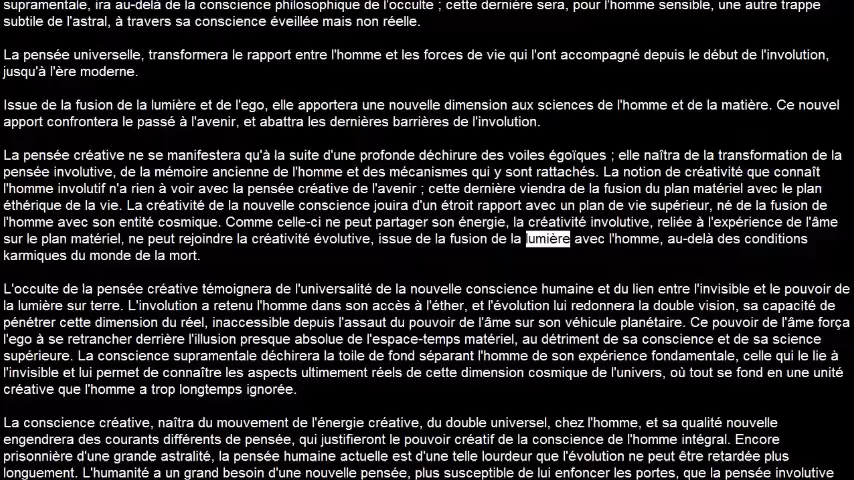 supramentale, ira au-delà de la conscience philosophique de l'occulte ; cette dernière sera, pour l'homme sensible, une autre trappe
subtile de l'astral, à travers sa conscience éveillée mais non réelle.
La pensée universelle, transformera le rapport entre l'homme et les forces de vie qui l'ont accompagné depuis le début de l'involution,
jusqu'à l'ère moderne.
Issue de la fusion de la lumière et de l'ego, elle apportera une nouvelle dimension aux sciences de l'homme et de la matière. Ce nouvel
apport confrontera le passé à l'avenir, et abattra les dernières barrières de l'involution.
La pensée créative ne se manifestera qu'à la suite d'une profonde déchirure des voiles égoïques ; elle naîtra de la transformation de la
pensée involutive, de la mémoire ancienne de l'homme et des mécanismes qui y sont rattachés. La notion de créativité que connaît
l'homme involutif n'a rien à voir avec la pensée créative de l'avenir ; cette dernière viendra de la fusion du plan matériel avec le plan
éthérique de la vie. La créativité de la nouvelle conscience jouira d'un étroit rapport avec un plan de vie supérieur, né de la fusion de
l'homme avec son entité cosmique. Comme celle-ci ne peut partager son énergie, la créativité involutive, reliée à l'expérience de l'âme
sur le plan matériel, ne peut rejoindre la créativité évolutive, issue de la fusion de la lumière avec l'homme, au-delà des conditions
karmiques du monde de la mort.
L'occulte de la pensée créative témoignera de l'universalité de la nouvelle conscience humaine et du lien entre l'invisible et le pouvoir de
la lumière sur terre. L'involution a retenu l'homme dans son accès à l'éther, et l'évolution lui redonnera la double vision, sa capacité de
pénétrer cette dimension du réel, inaccessible depuis l'assaut du pouvoir de l'âme sur son véhicule planétaire. Ce pouvoir de l'âme força
l'ego à se retrancher derrière l'illusion presque absolue de l'espace-temps matériel, au détriment de sa conscience et de sa science
supérieure. La conscience supramentale déchirera la toile de fond séparant l'homme de son expérience fondamentale, celle qui le lie à
l'invisible et lui permet de connaître les aspects ultimement réels de cette dimension cosmique de l'univers, où tout se fond en une unité
créative que l'homme a trop longtemps ignorée.
La conscience créative, naîtra du mouvement de l'énergie créative, du double universel, chez l'homme, et sa qualité nouvelle
engendrera des courants différents de pensée, qui justifieront le pouvoir créatif de la conscience de l'homme intégral. Encore
prisonnière d'une grande astralité, la pensée humaine actuelle est d'une telle lourdeur que l'évolution ne peut être retardée plus
longuement. L'humanité a un grand besoin d'une nouvelle pensée, plus susceptible de lui enfoncer les portes, que la pensée involutive